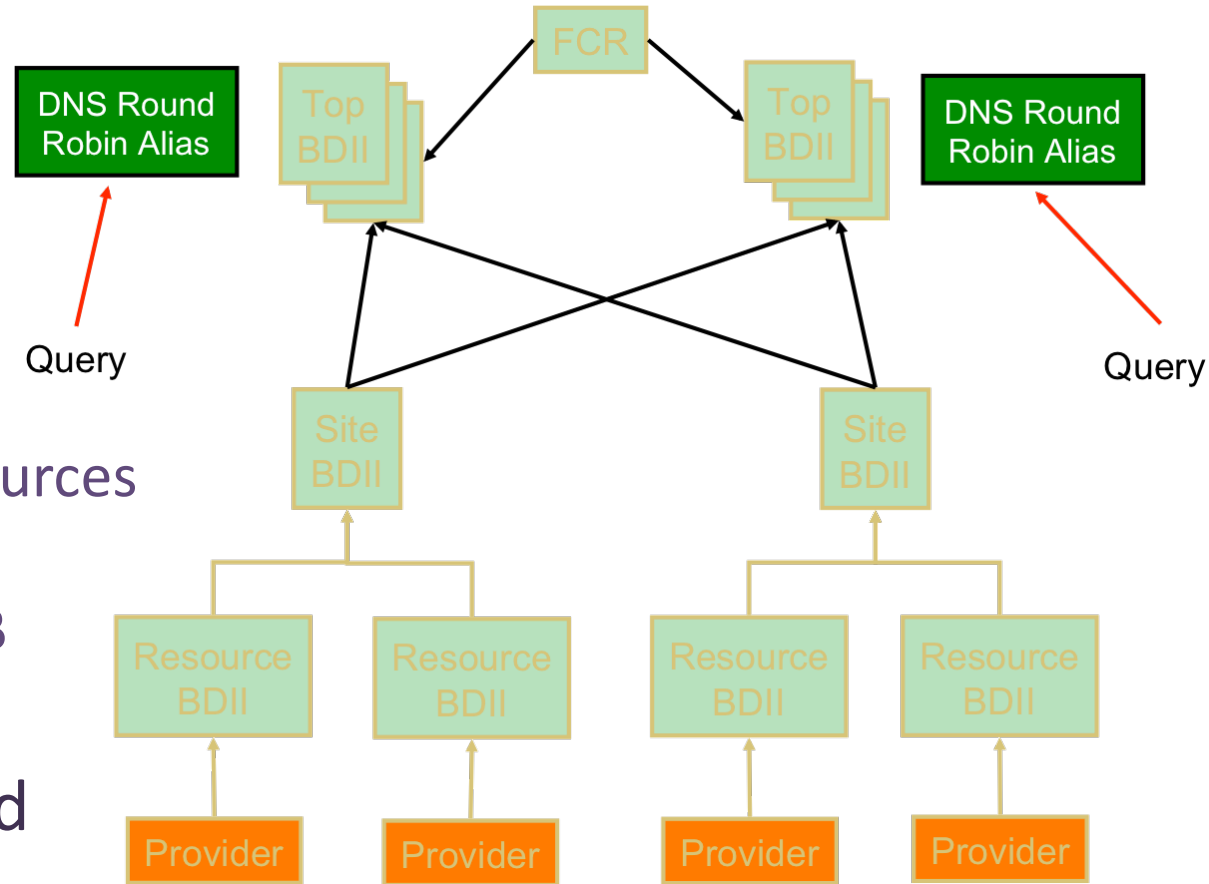 FCR
DNS Round
Robin Alias
Top
BDII
Top
BDII
DNS Round
Robin Alias
Query
Query
Site
BDII
Site
BDII
urces
Resource
BDII
Resource
BDII
Resource
BDII
Resource
BDII
d
Provider
Provider
Provider
Provider